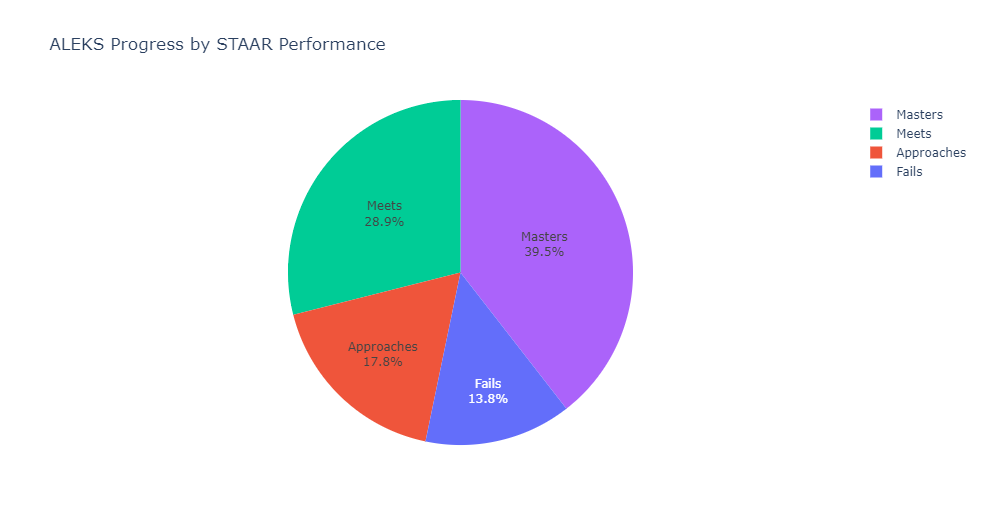 ALEKS Progress by STAAR Performance
Masters
Meets
Approaches
Fails
Meets
28.9%
Masters
39.5%
Approaches
17.8%
Fails
13.8%